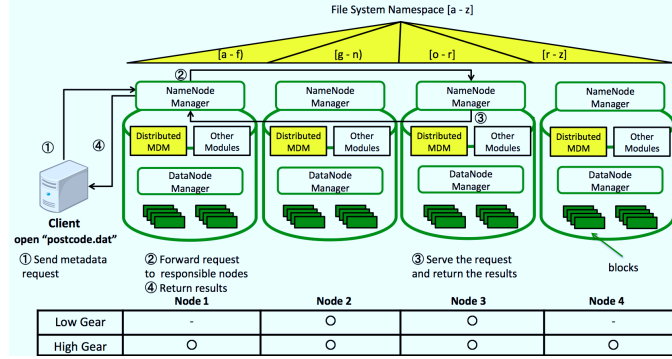 File System Namespace [a - z]
[a - f) [g - n) [o - r] [r - z]
②
NameNode Manager
NameNode Manager
NameNode Manager
NameNode Manager
③
① ④
Distributed MDM
Other Modules
Distributed MDM
Other Modules
Distributed MDM
Other Modules
Distributed MDM
Other Modules
DataNode Manager
DataNode Manager
DataNode Manager
DataNode Manager
Client
open “postcode.dat”
① Send metadata
request
② Forward request
to responsible nodes
④ Return results
③ Serve the request
and return the results
blocks
Node 1 Node 2 Node 3 Node 4
Low Gear - O O -
High Gear O O O O